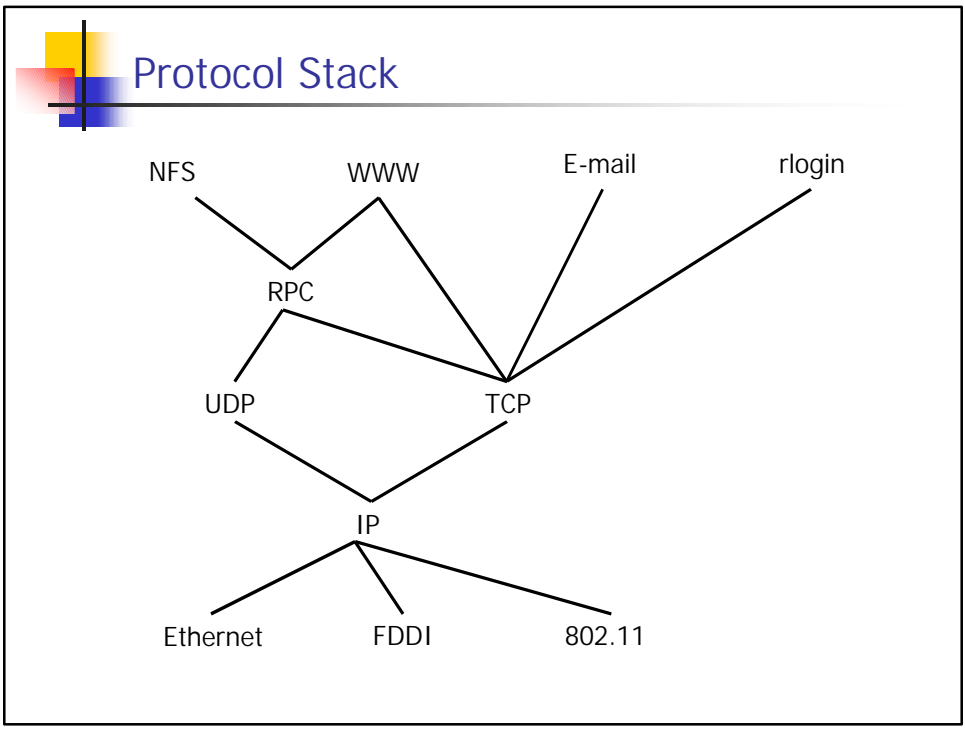 Protocol Stack
NFS WWW E-mail rlogin
RPC
UDP TCP
IP
Ethernet FDDI 802.11